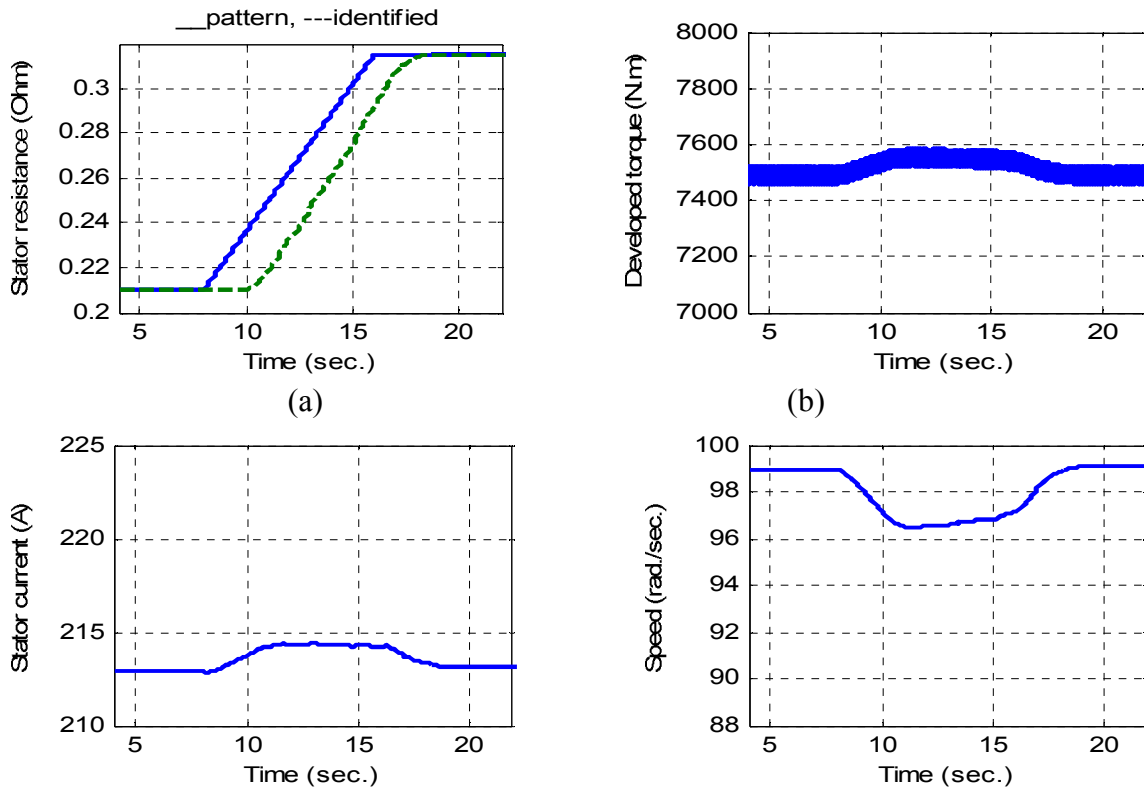 __pattern, ---identified
Stator resistance (Ohm)
0.3
0.28
0.26
0.24
0.22
0.2
5 10 15 20
Time (sec.)
(a)
Developed torque (N.m)
8000
7800
7600
7400
7200
7000
5 10 15 20
Time (sec.)
(b)
Stator current (A)
225
220
215
210
5 10 15 20
Time (sec.)
Speed (rad./sec.)
100
98
96
94
92
90
88
5 10 15 20
Time (sec.)